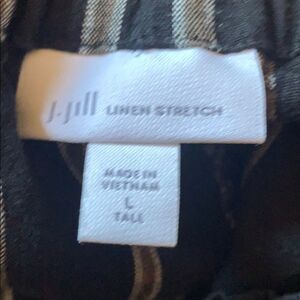 J.Jill LINEN STRETCH
MADE IN
VIETNAM
L
TALL